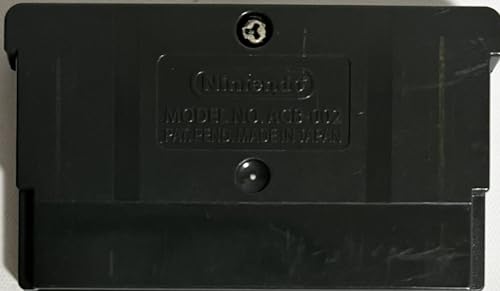 Nintendo
MODEL NO. AGB-002
PAT. PEND. MADE IN JAPAN